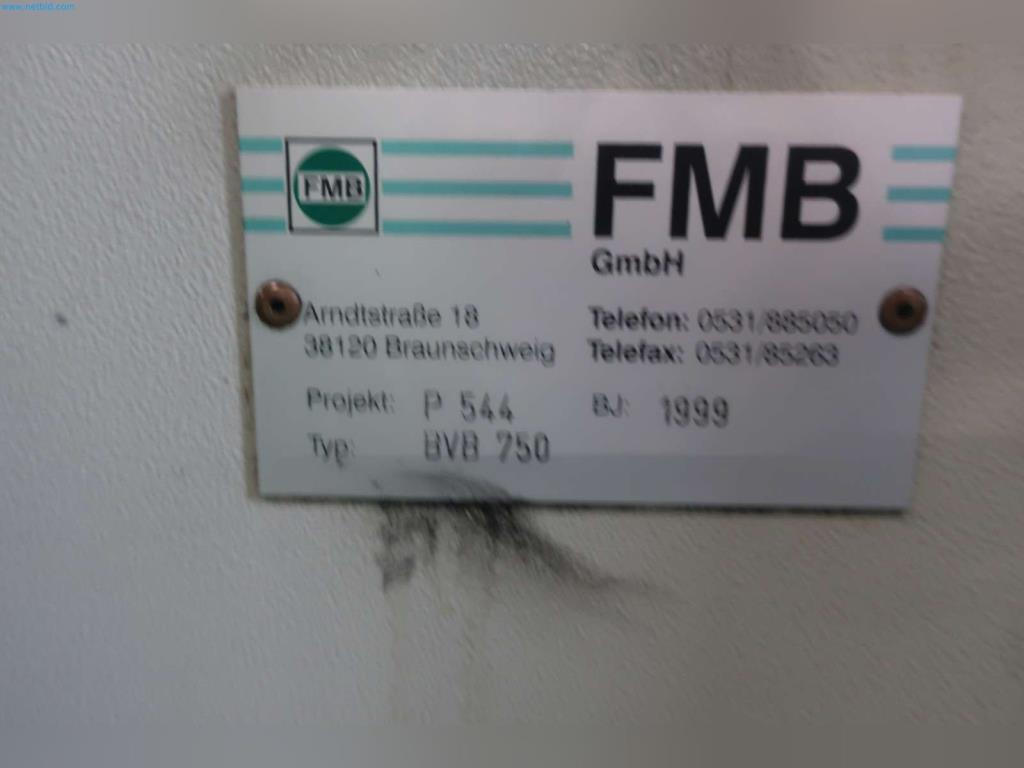 www.netbid.com
FMB
FMB
GmbH
Arndtstraße 18
38120 Braunschweig
Telefon: 0531/885050
Telefax: 0531/85263
Projekt: P 544
BJ: 1999
Typ: BVB 750